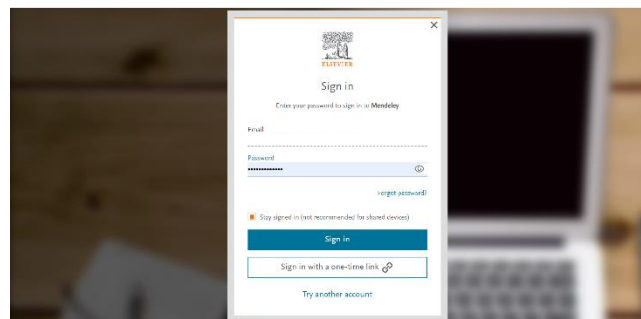 ELSEVIER
Sign in
Enter your password to sign in to Mendeley
Email
Password
••••••••••••
Forgot password?
Stay signed in (not recommended for shared devices)
Sign in
Sign in with a one-time link
Try another account